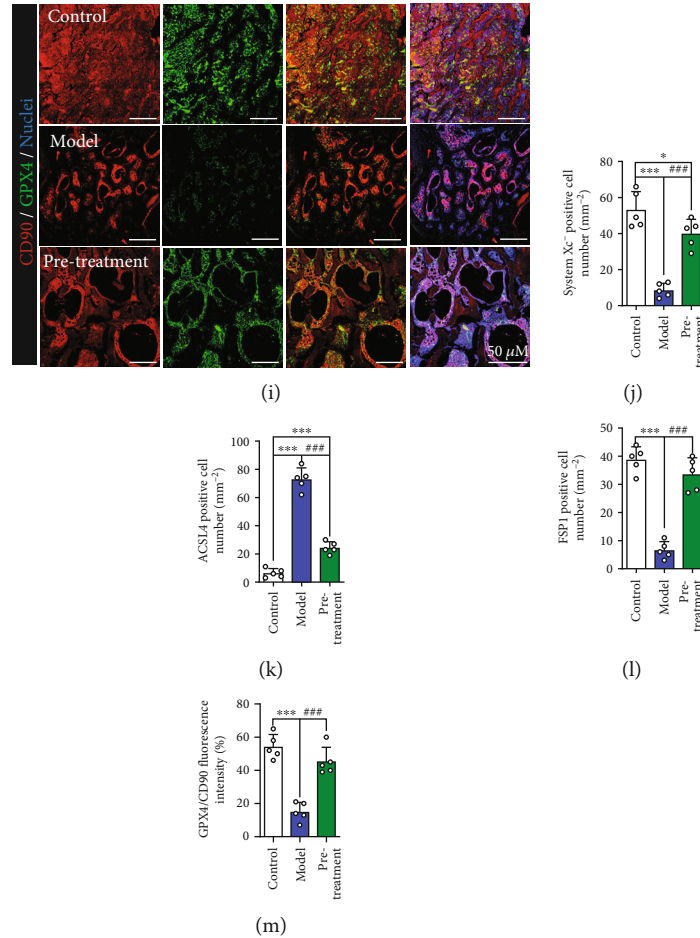 CD90 / GPX4 / Nuclei
Control
Model
Pre-treatment
50 µM
(i)
System Xc⁻ positive cell
number (mm⁻²)
80
60
40
20
0
*
*** ###
Control
Model
Pre-
treatment
(j)
ACSL4 positive cell
number (mm⁻²)
100
80
60
40
20
0
***
*** ###
Control
Model
Pre-
treatment
(k)
FSP1 positive cell
number (mm⁻²)
50
40
30
20
10
0
*** ###
Control
Model
Pre-
treatment
(l)
GPX4/CD90 fluorescence
intensity (%)
80
60
40
20
0
*** ###
Control
Model
Pre-
treatment
(m)